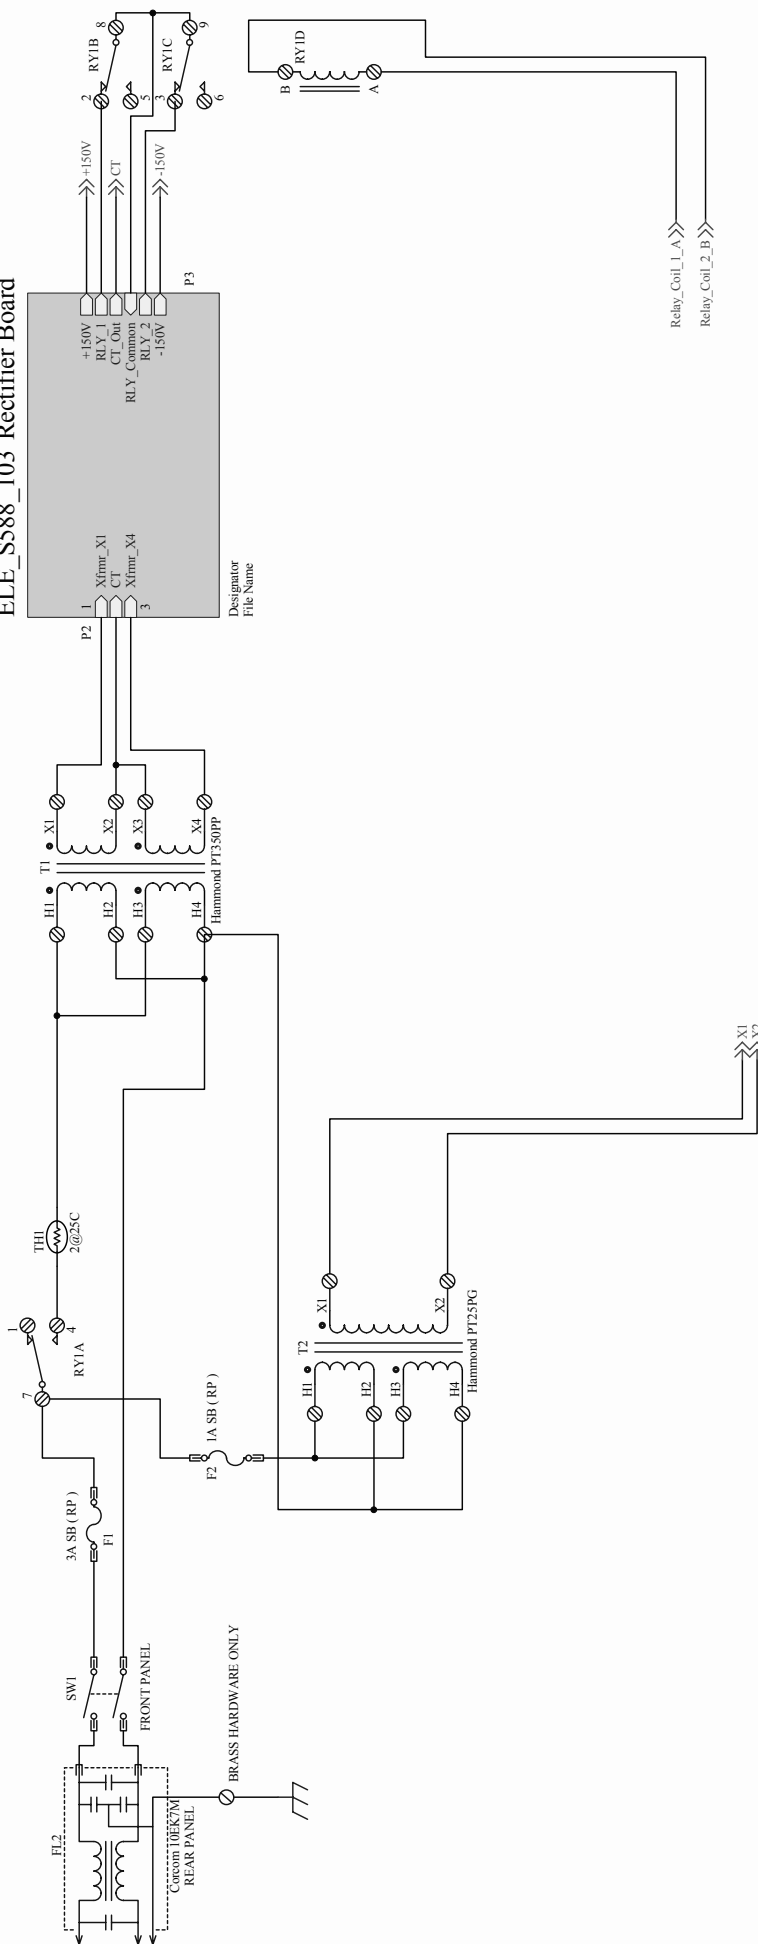 ELE_S588_103 Rectifier Board
FL2
Corcom 10EK7M
REAR PANEL
BRASS HARDWARE ONLY
SW1
FRONT PANEL
3A SB ( RP )
F1
7
1
4
RY1A
F2
1A SB ( RP )
TH1
2@25C
T2
H1
H2
H3
H4
X1
X2
Hammond PT25PG
X1
X2
T1
H1
H2
H3
H4
X1
X2
X3
X4
Hammond PT350PP
P2
1
3
Xfrmr_X1
CT
Xfrmr_X4
Designator
File Name
+150V
RLY_1
CT_Out
RLY_Common
RLY_2
-150V
P3
+150V
CT
-150V
2
5
3
6
RY1B
RY1C
8
9
B
A
RY1D
Relay_Coil_1_A
Relay_Coil_2_B